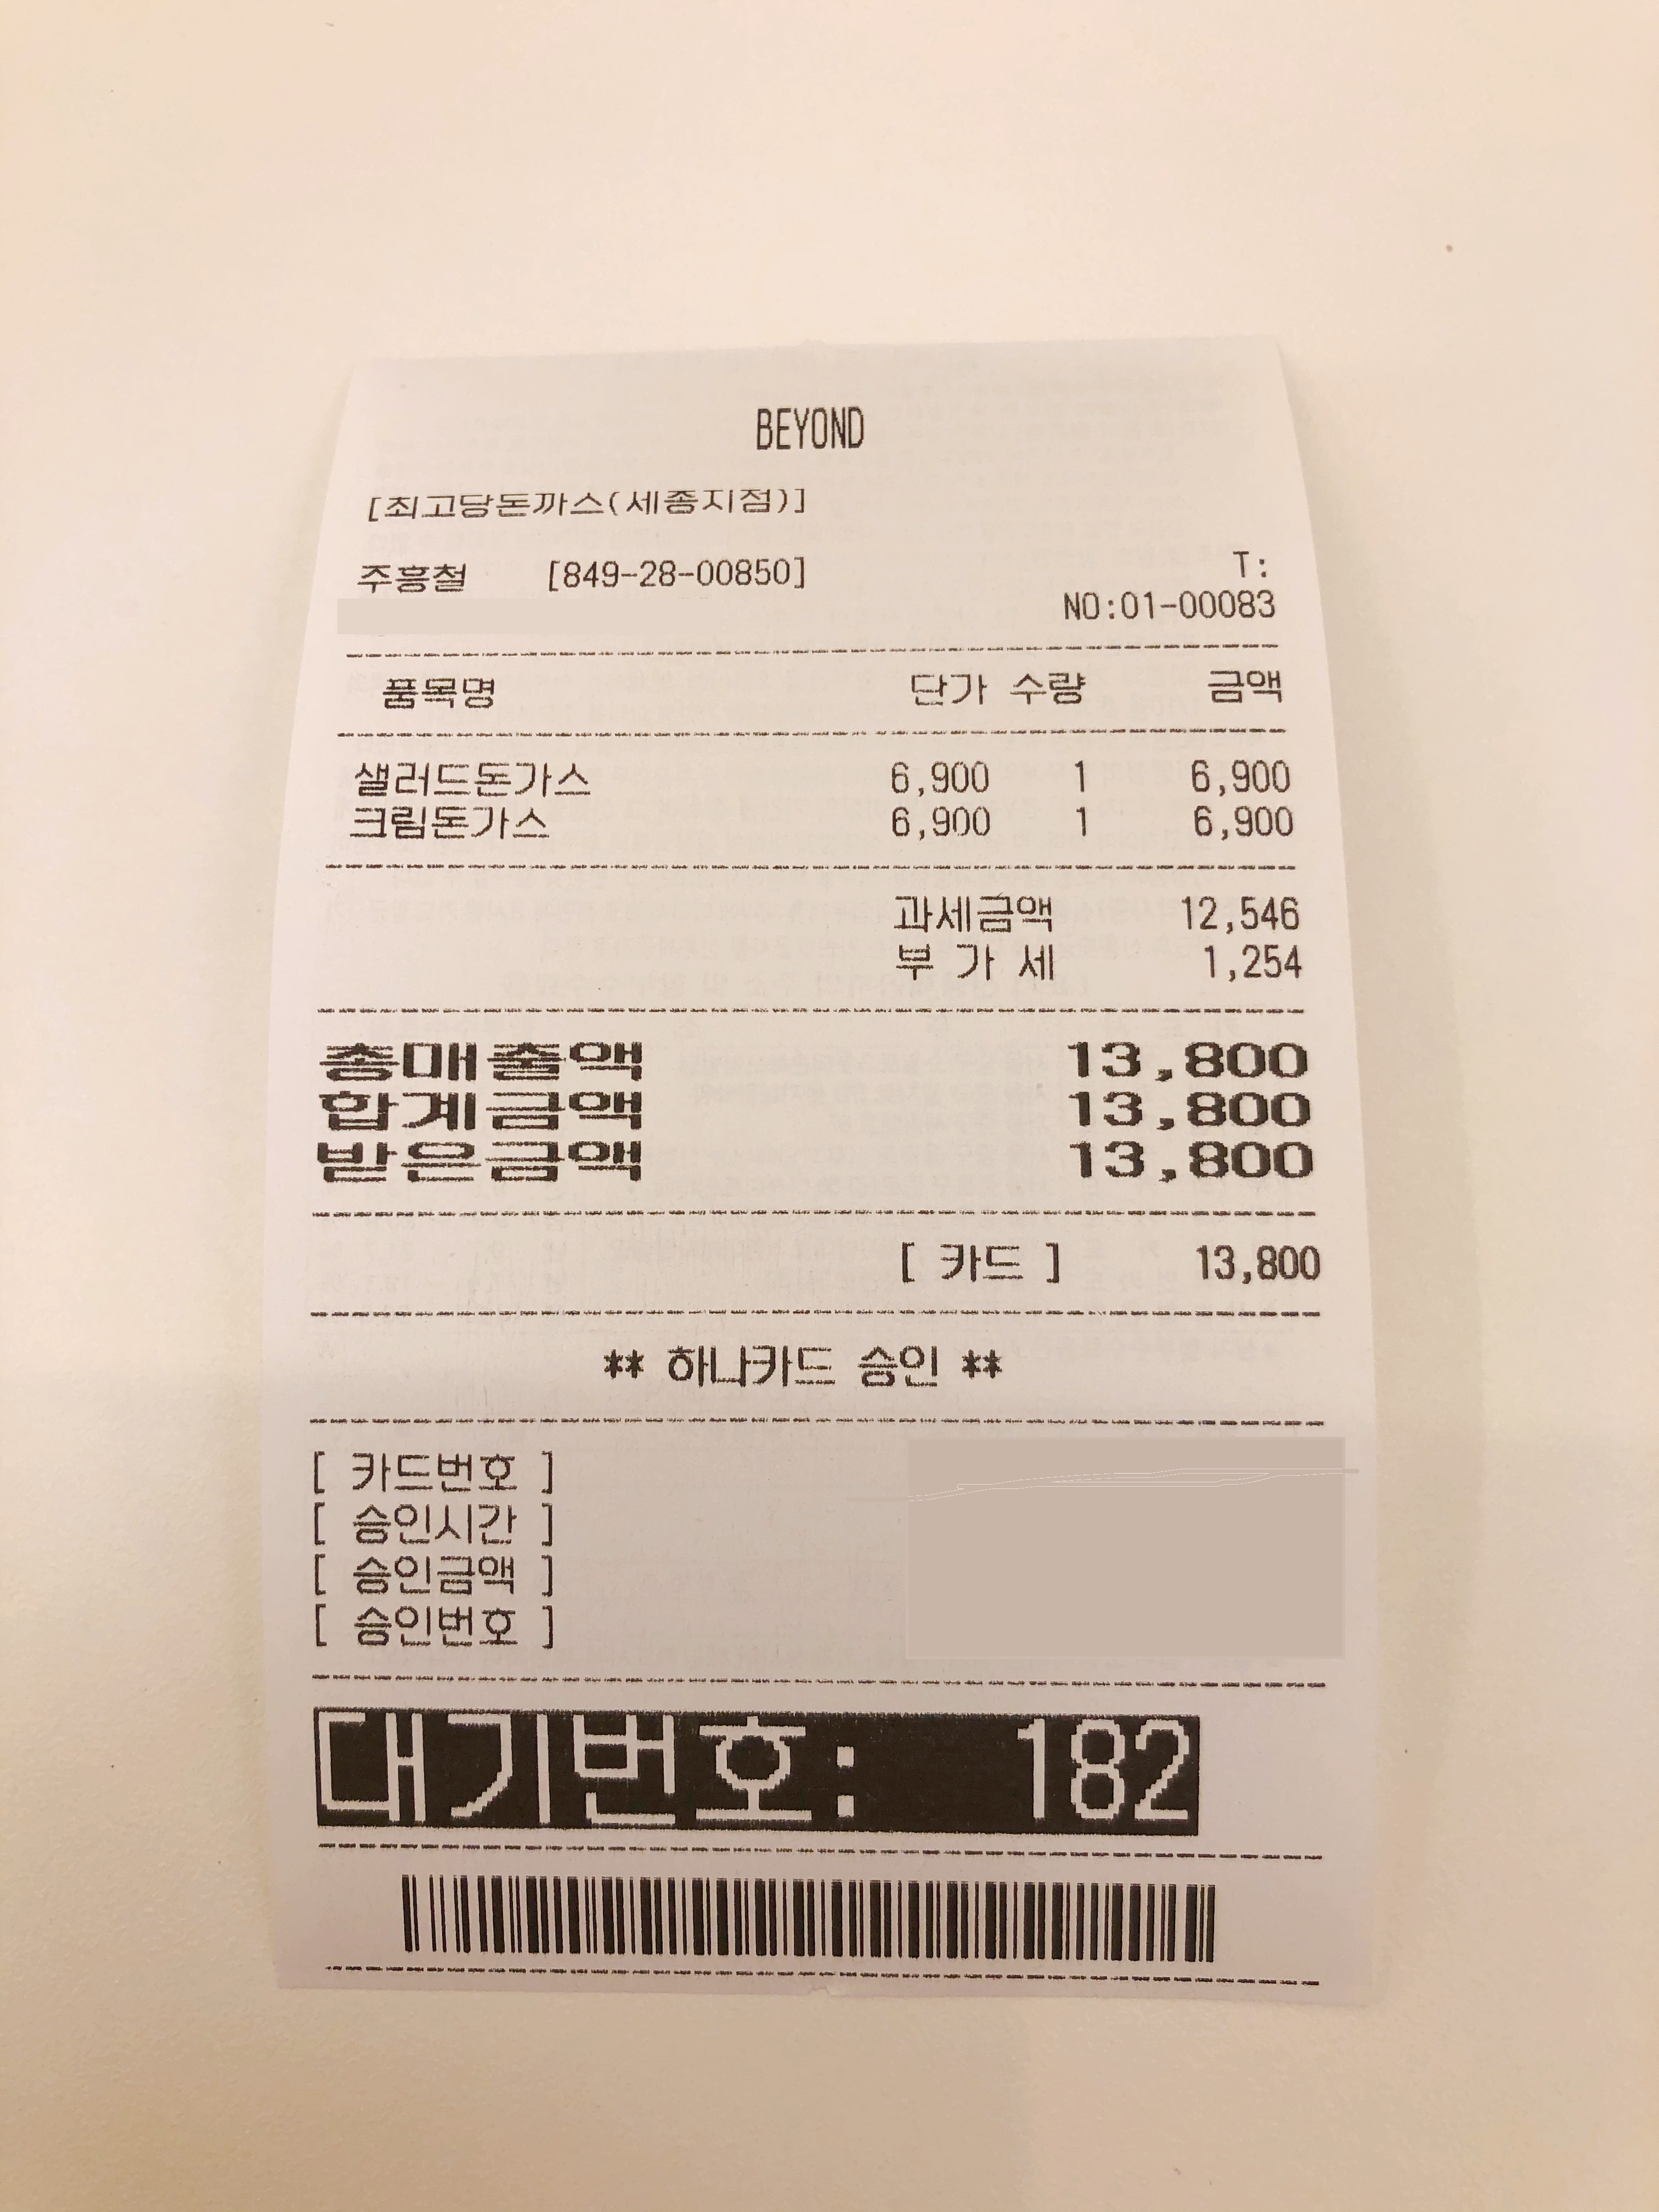 BEYOND
[최고당돈까스(세종지점)]
주흥철 [849-28-00850] T:
NO:01-00083
품목명 단가 수량 금액
샐러드돈가스 6,900 1 6,900
크림돈가스 6,900 1 6,900
과세금액 12,546
부 가 세 1,254
총매출액 13,800
합계금액 13,800
받은금액 13,800
[ 카드 ] 13,800
** 하나카드 승인 **
[ 카드번호 ]
[ 승인시간 ]
[ 승인금액 ]
[ 승인번호 ]
대기번호: 182